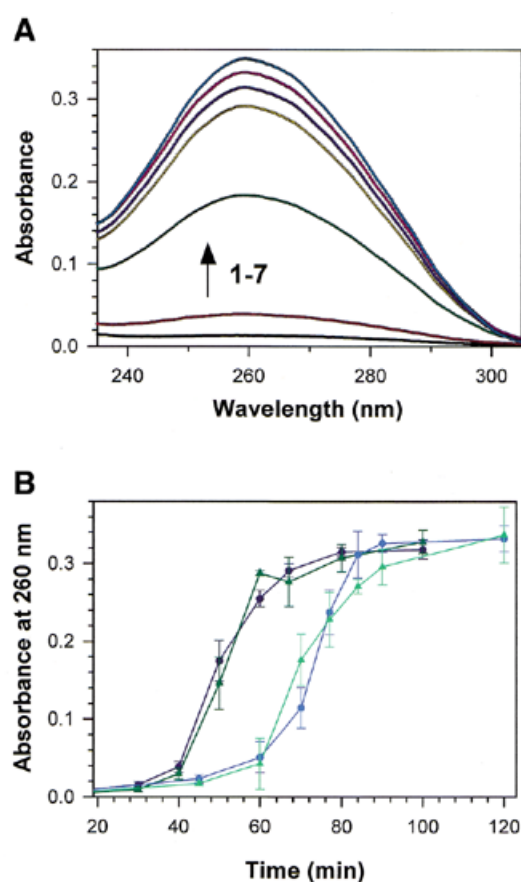 A
Absorbance
0.3
0.2
0.1
0.0
1-7
240 260 280 300
Wavelength (nm)
B
Absorbance at 260 nm
0.3
0.2
0.1
0.0
20 40 60 80 100 120
Time (min)